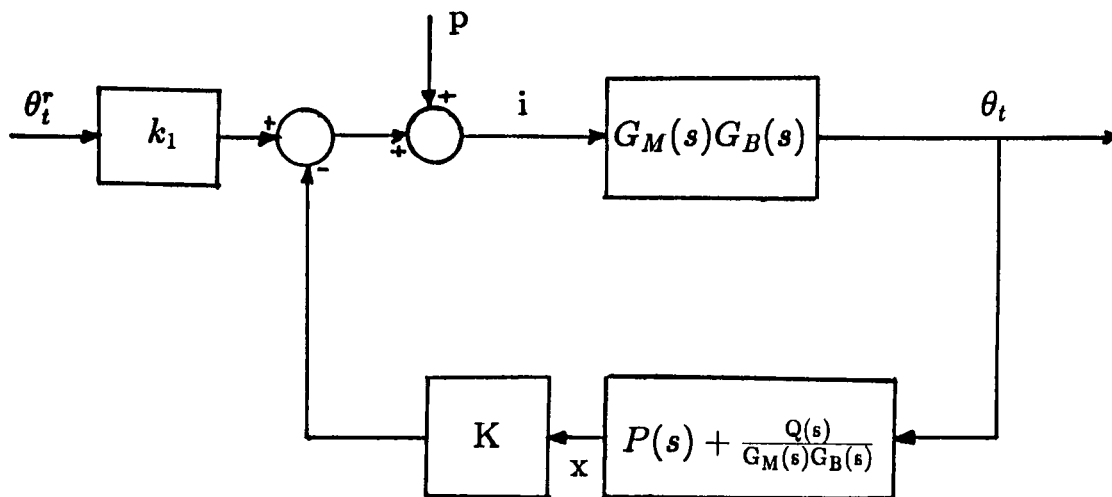 p
θ_t^r
k_1
+
-
+
+
i
G_M(s)G_B(s)
θ_t
K
x
P(s) + Q(s)/G_M(s)G_B(s)